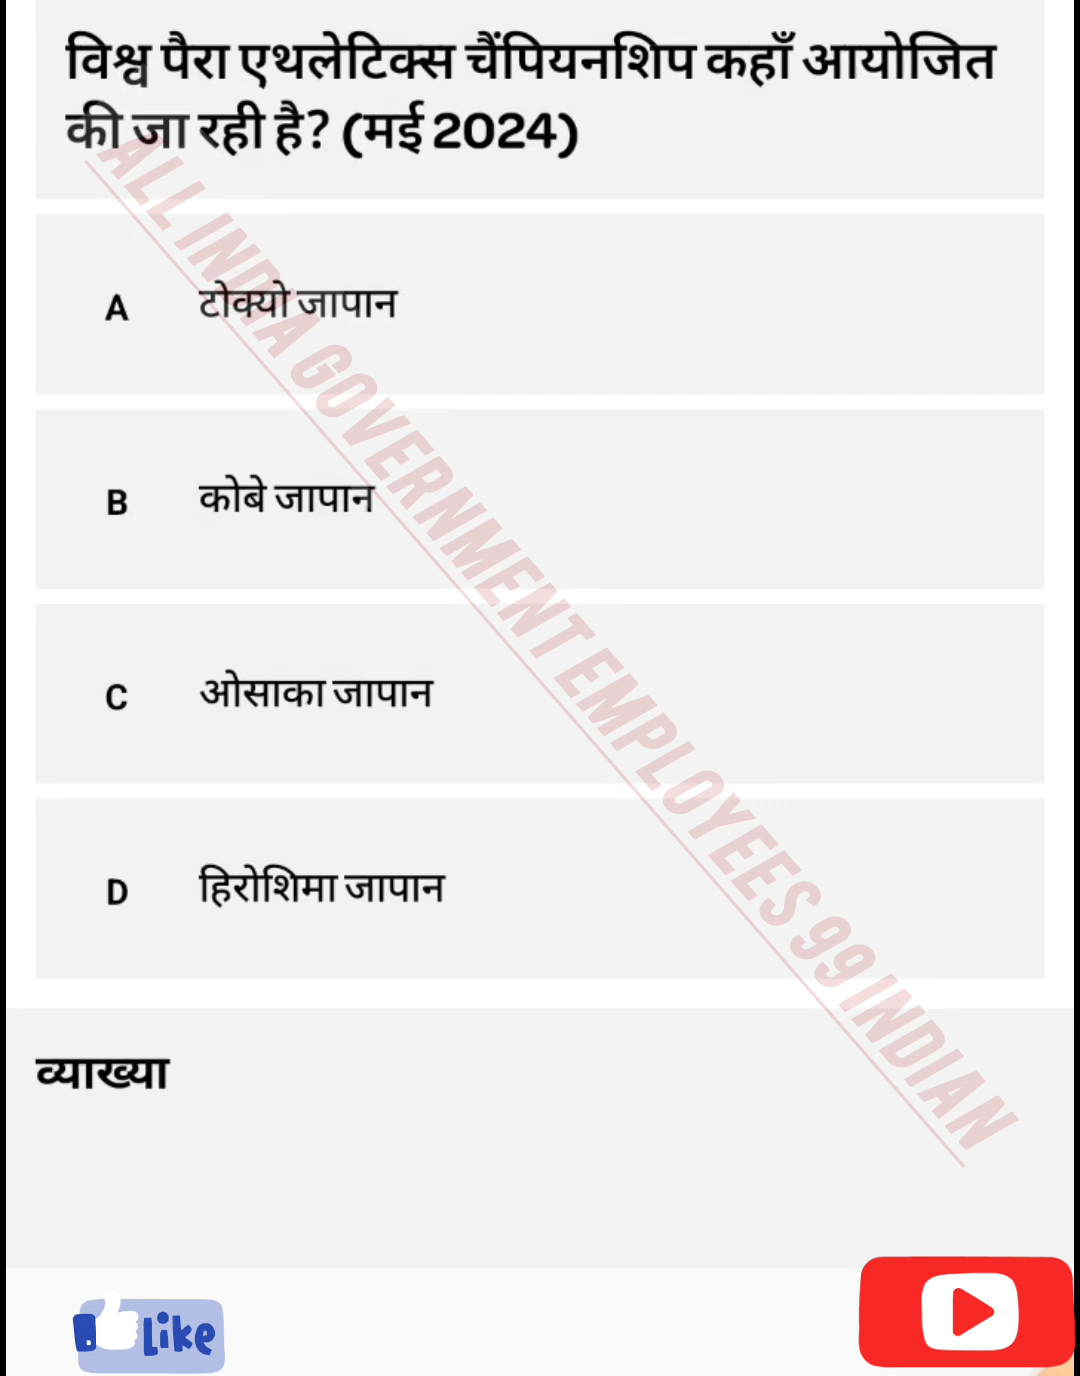 विश्व पैरा एथलेटिक्स चैंपियनशिप कहाँ आयोजित
की जा रही है? (मई 2024)
A टोक्यो जापान
B कोबे जापान
C ओसाका जापान
D हिरोशिमा जापान
ALL INDIA GOVERNMENT EMPLOYEES 99 INDIAN
व्याख्या
Like